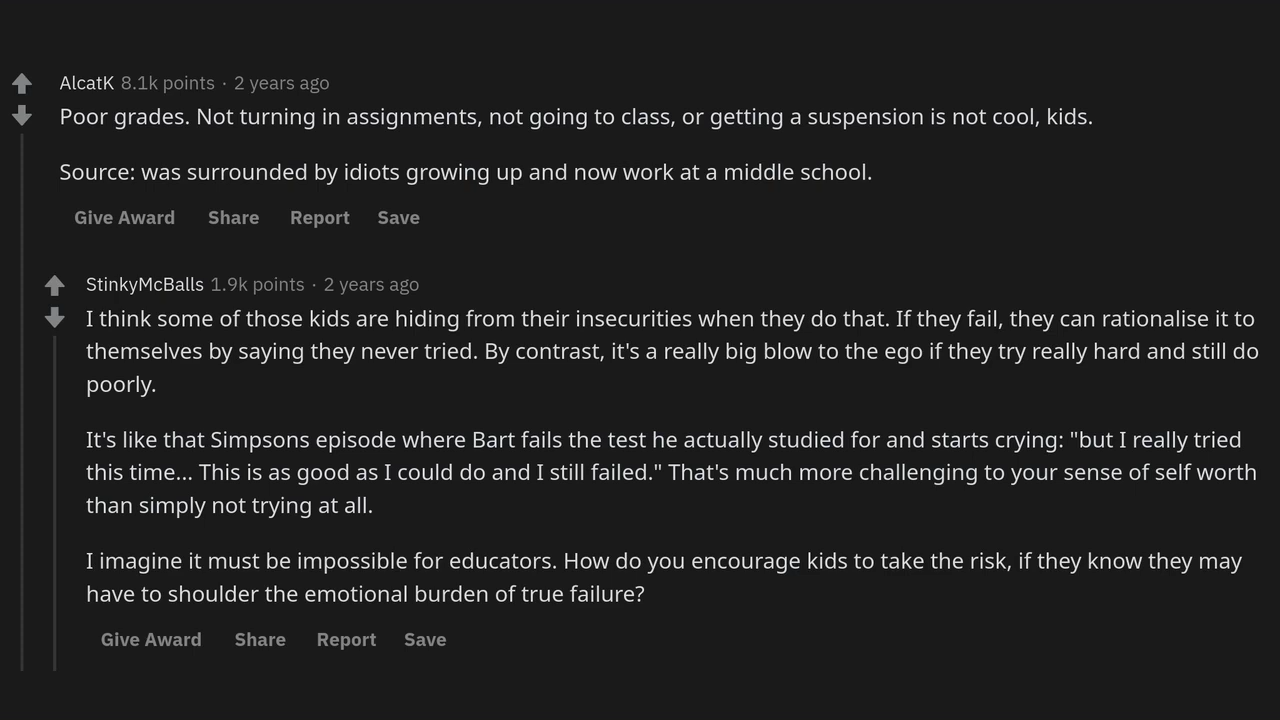 AlcatK 8.1k points · 2 years ago
Poor grades. Not turning in assignments, not going to class, or getting a suspension is not cool, kids.
Source: was surrounded by idiots growing up and now work at a middle school.
Give Award Share Report Save
StinkyMcBalls 1.9k points · 2 years ago
I think some of those kids are hiding from their insecurities when they do that. If they fail, they can rationalise it to
themselves by saying they never tried. By contrast, it's a really big blow to the ego if they try really hard and still do
poorly.
It's like that Simpsons episode where Bart fails the test he actually studied for and starts crying: "but I really tried
this time... This is as good as I could do and I still failed." That's much more challenging to your sense of self worth
than simply not trying at all.
I imagine it must be impossible for educators. How do you encourage kids to take the risk, if they know they may
have to shoulder the emotional burden of true failure?
Give Award Share Report Save